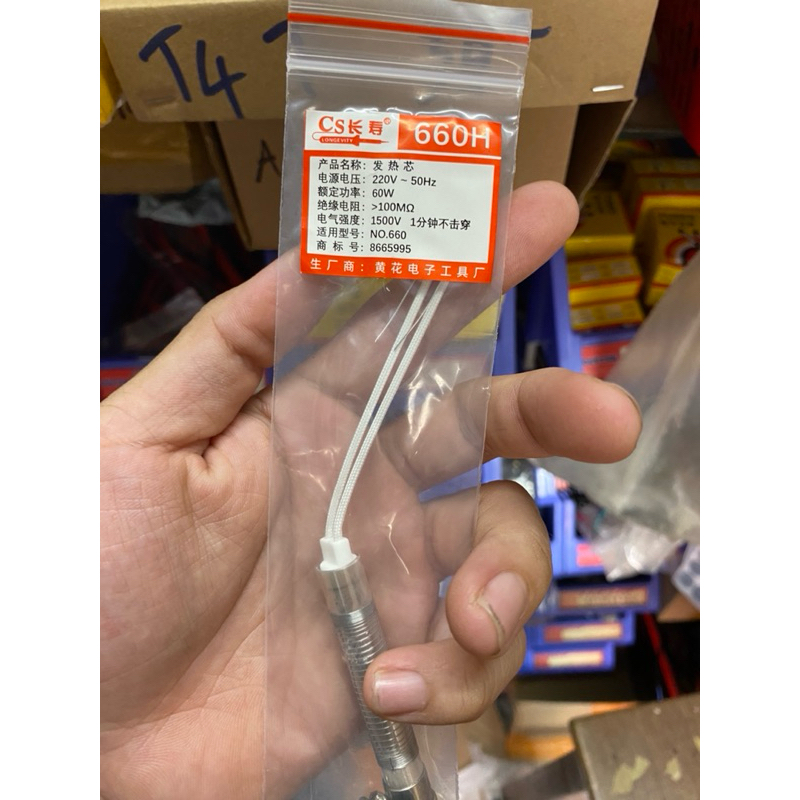 T4
A
CS长寿®
LONGEVITY
660H
产品名称：发热芯
电源电压：220V ~ 50Hz
额定功率：60W
绝缘电阻：>100MΩ
电气强度：1500V 1分钟不击穿
适用型号：NO.660
商 标 号：8665995
生厂商：黄花电子工具厂